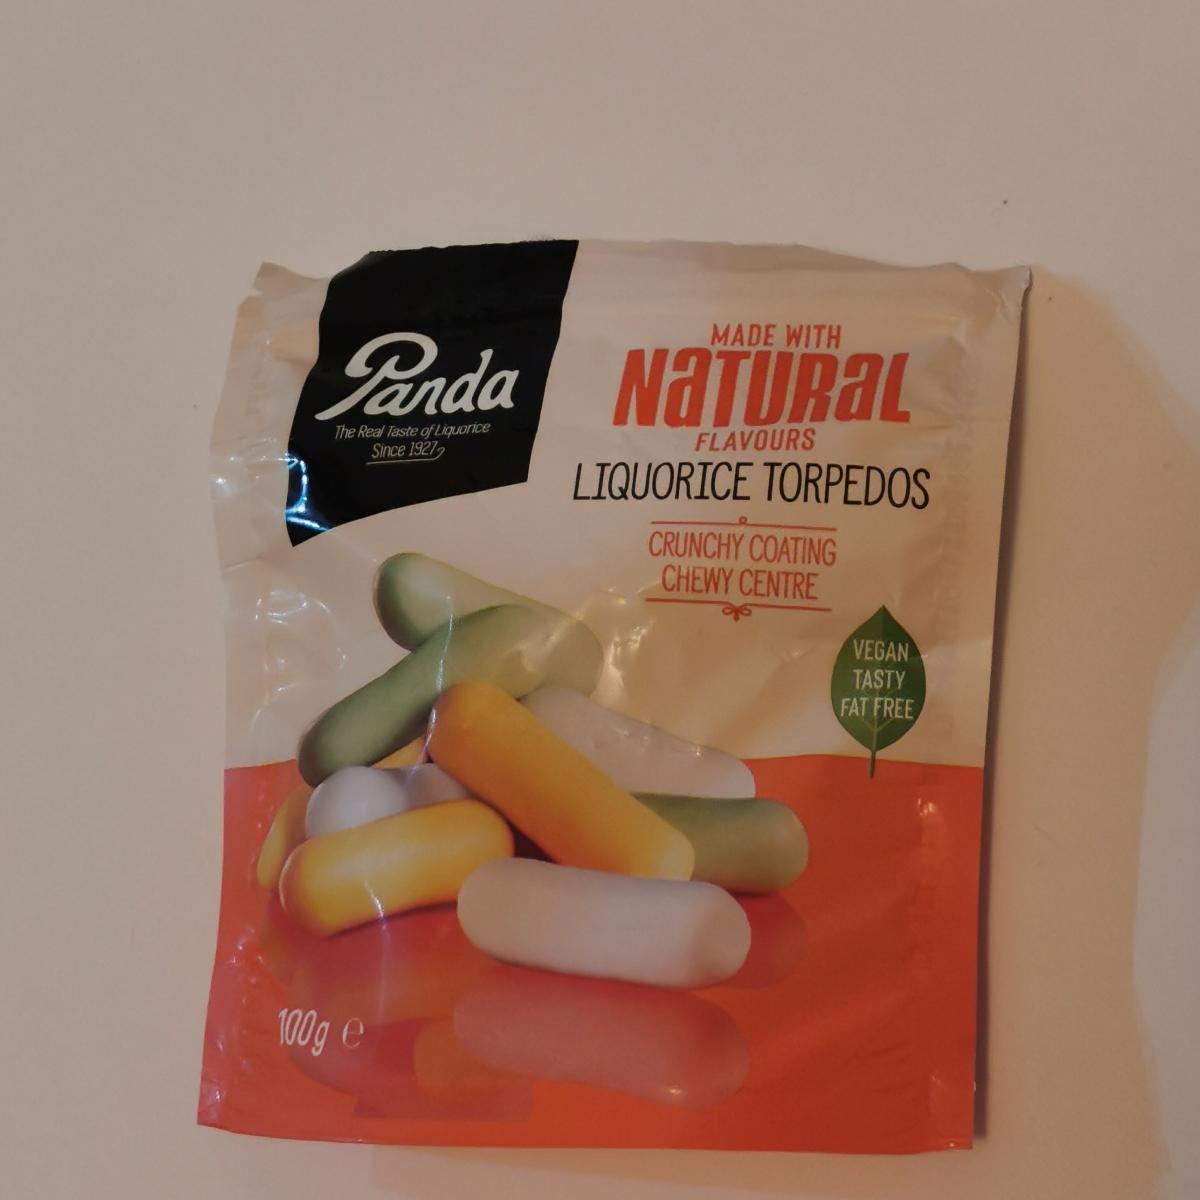 Panda
The Real Taste of Liquorice
Since 1927
MADE WITH
NATURAL
FLAVOURS
LIQUORICE TORPEDOS
CRUNCHY COATING
CHEWY CENTRE
VEGAN
TASTY
FAT FREE
100g ℮